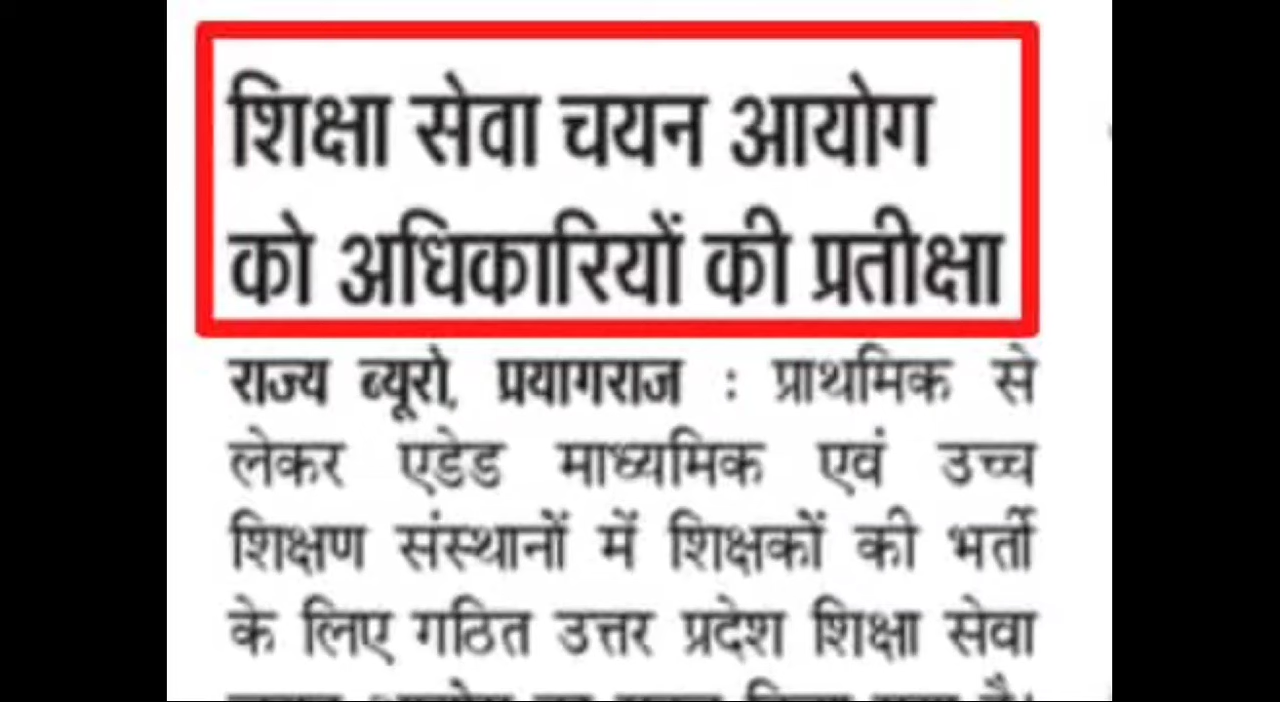 शिक्षा सेवा चयन आयोग
को अधिकारियों की प्रतीक्षा
राज्य ब्यूरो, प्रयागराज : प्राथमिक से
लेकर एडेड माध्यमिक एवं उच्च
शिक्षण संस्थानों में शिक्षकों की भर्ती
के लिए गठित उत्तर प्रदेश शिक्षा सेवा